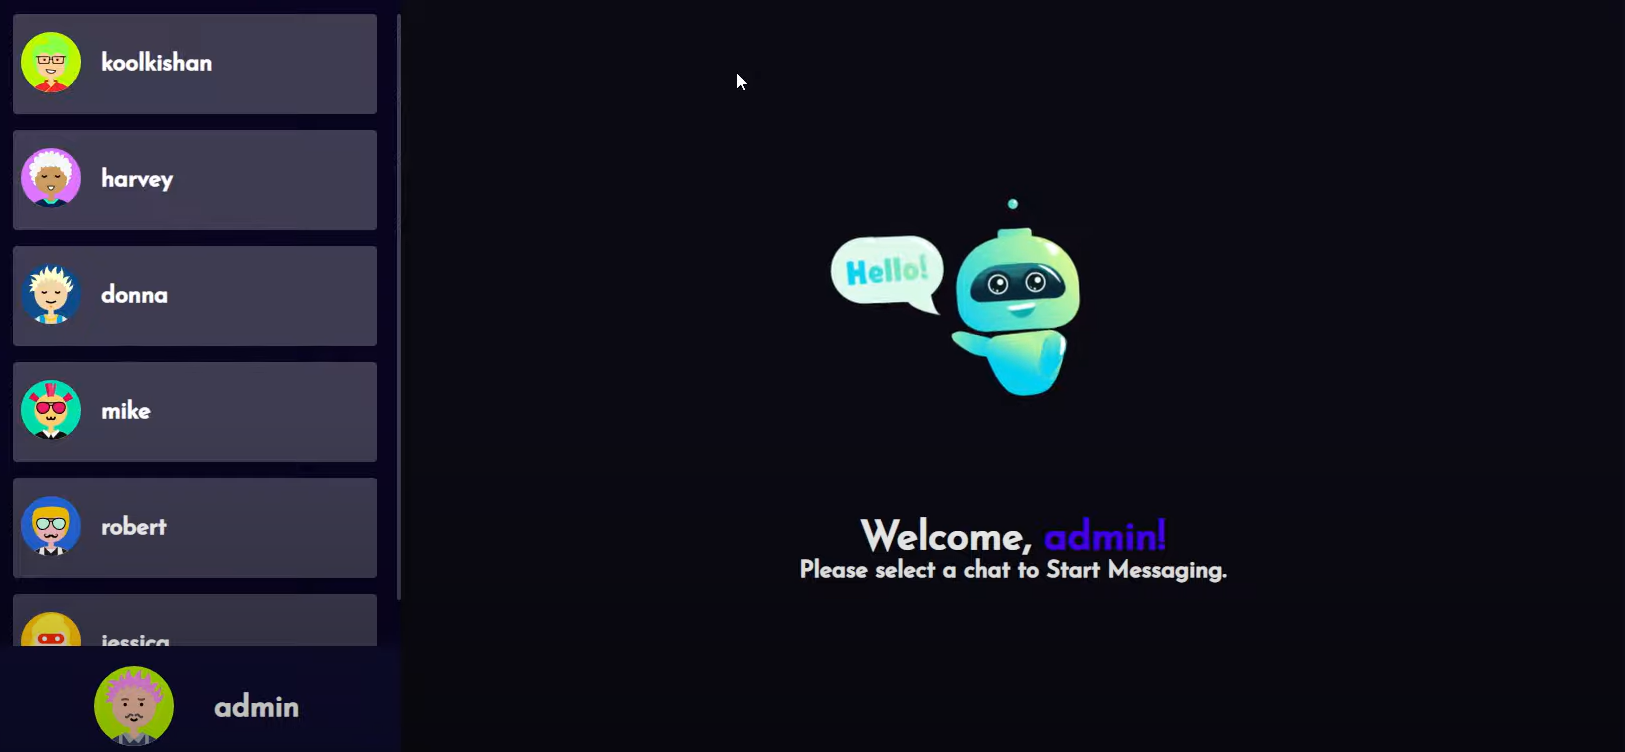 koolkishan
harvey
donna
mike
robert
jessica
admin
Hello!
Welcome, admin!
Please select a chat to Start Messaging.